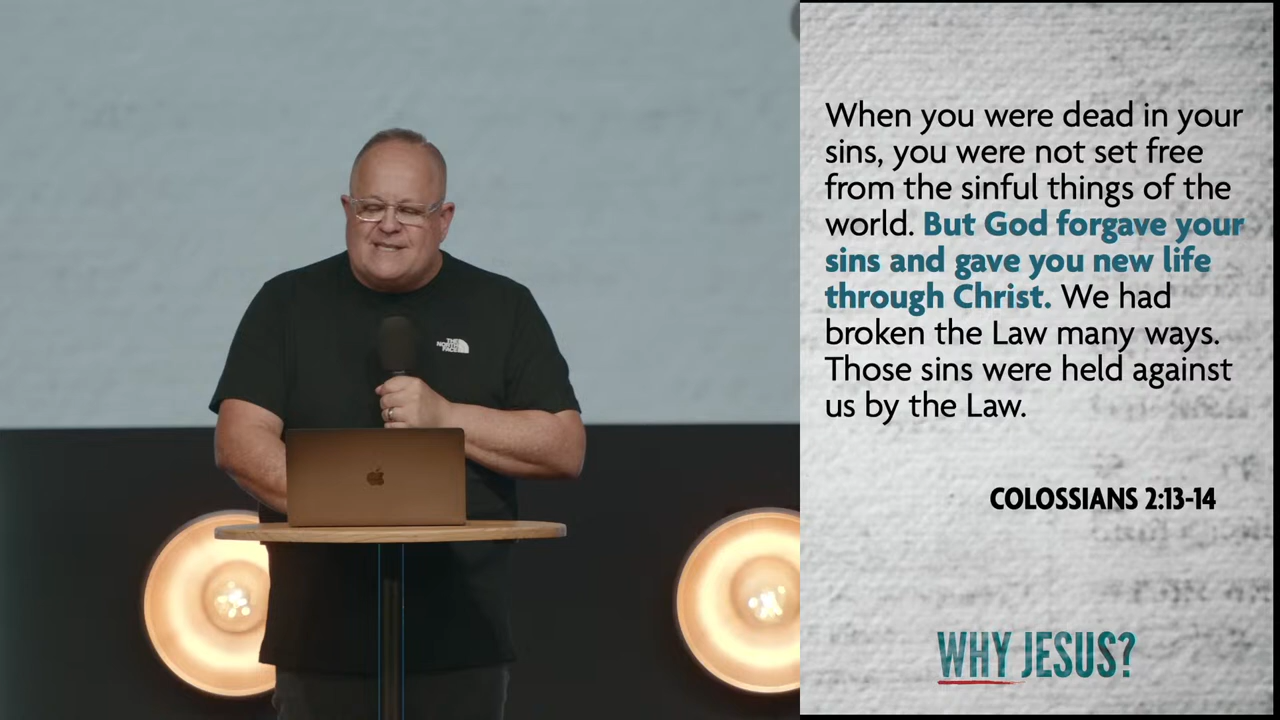 THE
NORTH
FACE
When you were dead in your
sins, you were not set free
from the sinful things of the
world. But God forgave your
sins and gave you new life
through Christ. We had
broken the Law many ways.
Those sins were held against
us by the Law.
COLOSSIANS 2:13-14
WHY JESUS?